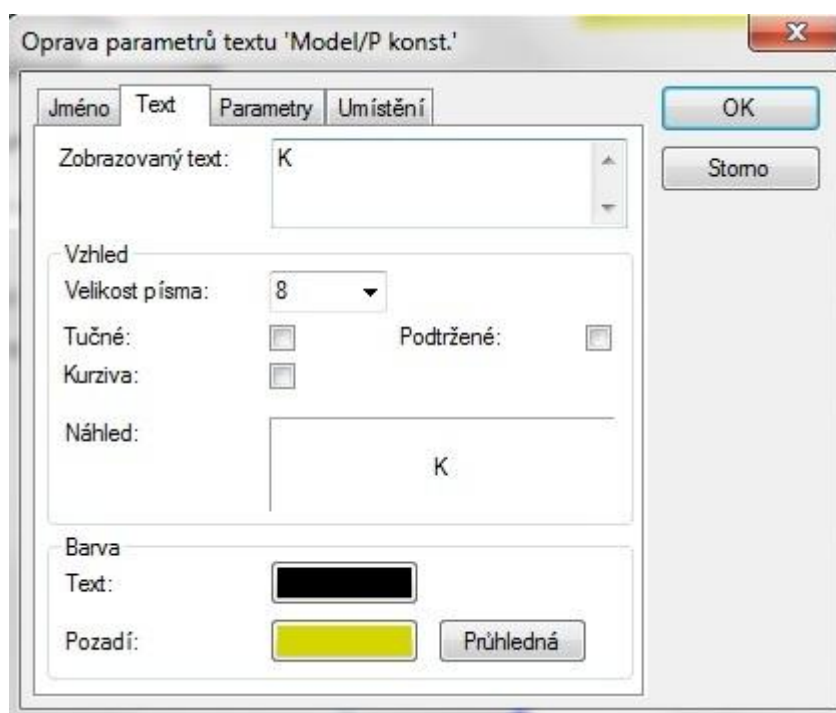 Oprava parametrů textu 'Model/P konst.'
Jméno Text Parametry Umístění
OK
Zobrazovaný text: K
Storno
Vzhled
Velikost písma: 8
Tučné: Podtržené:
Kurziva:
Náhled:
K
Barva
Text:
Pozadí: Průhledná